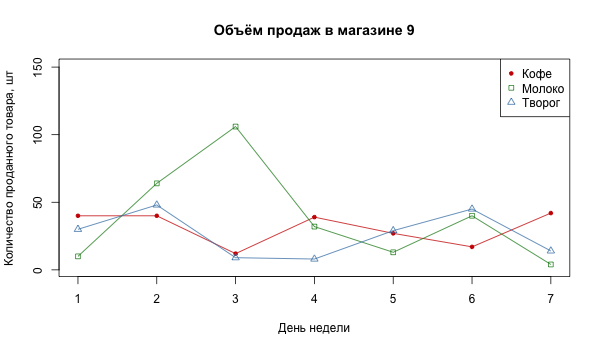 Объём продаж в магазине 9
Количество проданного товара, шт
150
100
50
0
Кофе
Молоко
Творог
1 2 3 4 5 6 7
День недели